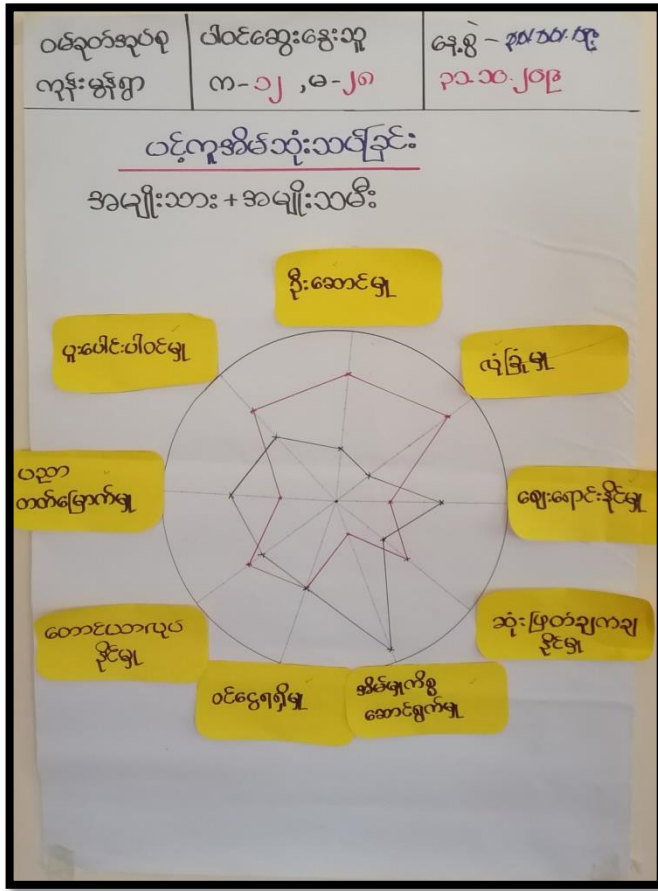 ဝမ်ခုတ်အုပ်စု
ကုန်းမွန်ရွာ
ပါဝင်ဆွေးနွေးသူ
က-၁၂, မ-၂၈
နေ့စွဲ -
၃၁.၁၀.၂၀၁၉
ပင့်ကူအိမ်သုံးသပ်ခြင်း
အမျိုးသား + အမျိုးသမီး
ဦးဆောင်မှု
ပူးပေါင်းပါဝင်မှု
လုံခြုံမှု
ပညာ
တတ်မြောက်မှု
ဈေးရောင်းနိုင်မှု
တောင်ယာလုပ်
နိုင်မှု
ဆုံးဖြတ်ချက်ချ
နိုင်မှု
ဝင်ငွေရရှိမှု
အိမ်မှုကိစ္စ
ဆောင်ရွက်မှု